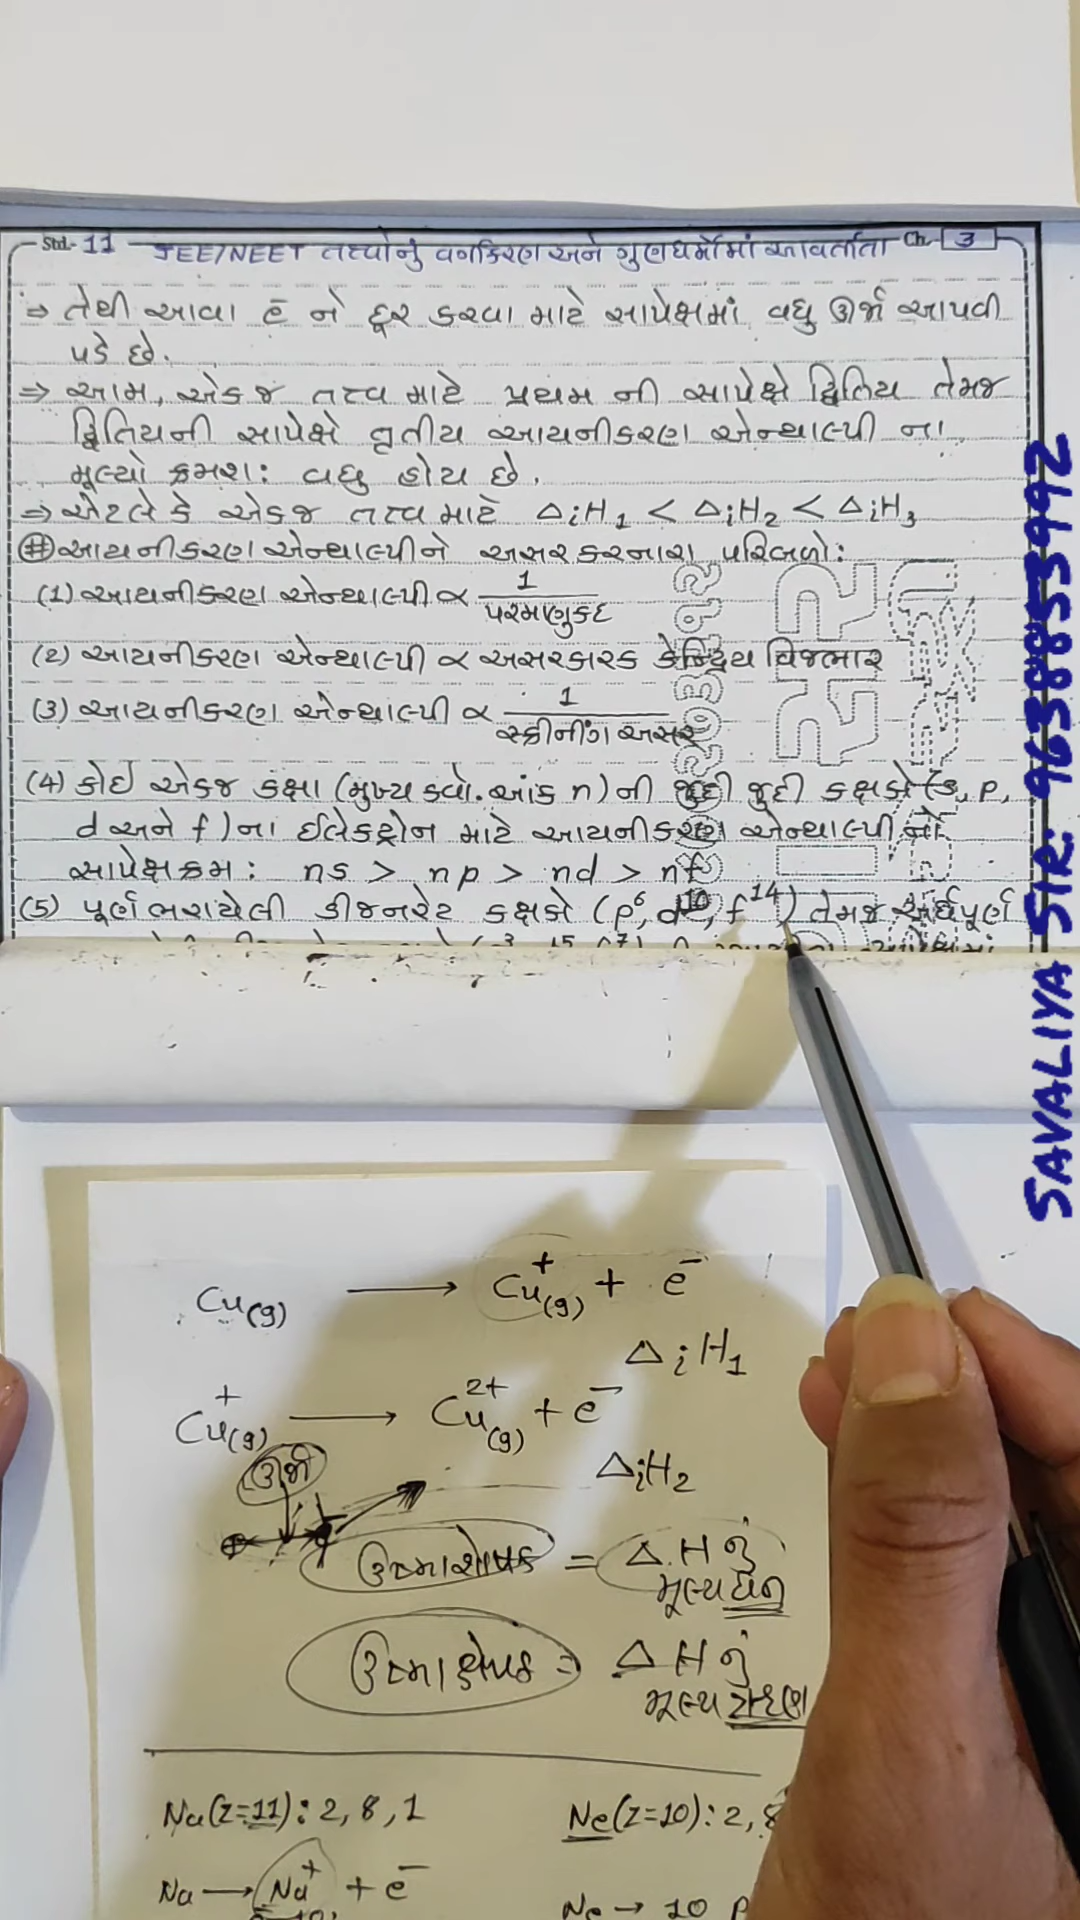 Std.- 11 JEE/NEET તત્ત્વોનું વર્ગીકરણ અને ગુણધર્મોમાં આવર્તતા Ch. 3
⇒ તેથી આવા ē ને દૂર કરવા માટે સાપેક્ષમાં વધુ ઊર્જા આપવી
પડે છે.
⇒ આમ, એકજ તત્ત્વ માટે પ્રથમ ની સાપેક્ષે દ્વિતિય તેમજ
દ્વિતિયની સાપેક્ષે તૃતીય આયનીકરણ એન્થાલ્પી ના
મૂલ્યો ક્રમશ: વધુ હોય છે.
⇒ એટલે કે એકજ તત્ત્વ માટે ΔiH1 < ΔiH2 < ΔiH3
# આયનીકરણ એન્થાલ્પીને અસર કરનારા પરિબળો:
(1) આયનીકરણ એન્થાલ્પી ∝ 1
પરમાણુકદ
(2) આયનીકરણ એન્થાલ્પી ∝ અસરકારક કેન્દ્રિય વિજભાર
(3) આયનીકરણ એન્થાલ્પી ∝ 1
સ્ક્રીનીંગ અસર
(4) કોઈ એકજ કક્ષા (મુખ્ય ક્વો. આંક n) ની જુદી જુદી કક્ષકો (s, p,
d અને f) ના ઈલેક્ટ્રોન માટે આયનીકરણ એન્થાલ્પી નો
સાપેક્ષ ક્રમ: ns > np > nd > nf
(5) પૂર્ણ ભરાયેલી ડીજનરેટ કક્ષકો (p⁶, d¹⁰, f¹⁴) તેમજ અર્ધપૂર્ણ
SAVALIYA SIR: 9638853992
Cu(g) ⟶ Cu⁺(g) + e⁻
ΔiH1
Cu⁺(g) ⟶ Cu²⁺(g) + e⁻
ΔiH2
ઊર્જા
ઉષ્માશોષક = ΔH નું
મૂલ્ય ધન
ઉષ્માક્ષેપક = ΔH નું
મૂલ્ય ઋણ
Na(z=11): 2, 8, 1
Ne(z=10): 2, 8
Na ⟶ Na⁺ + e⁻
Ne → 10 P